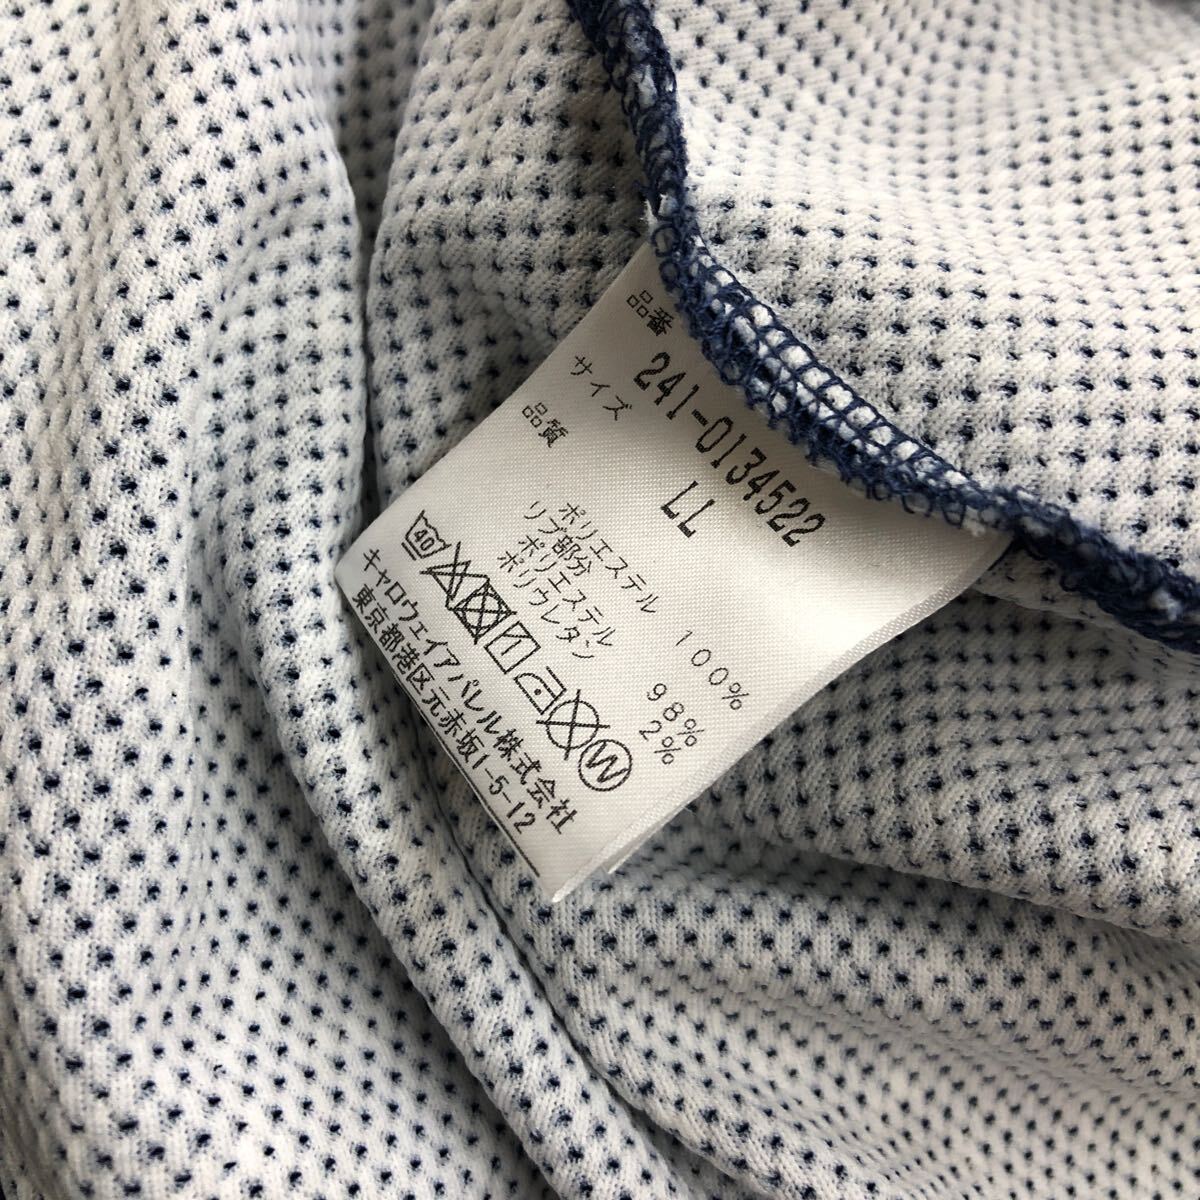 品番 241-0134522
サイズ LL
品質
ポリエステル 100%
リブ部分
ポリエステル 98%
ポリウレタン 2%
40 W
キャロウェイアパレル株式会社
東京都港区元赤坂1-5-12